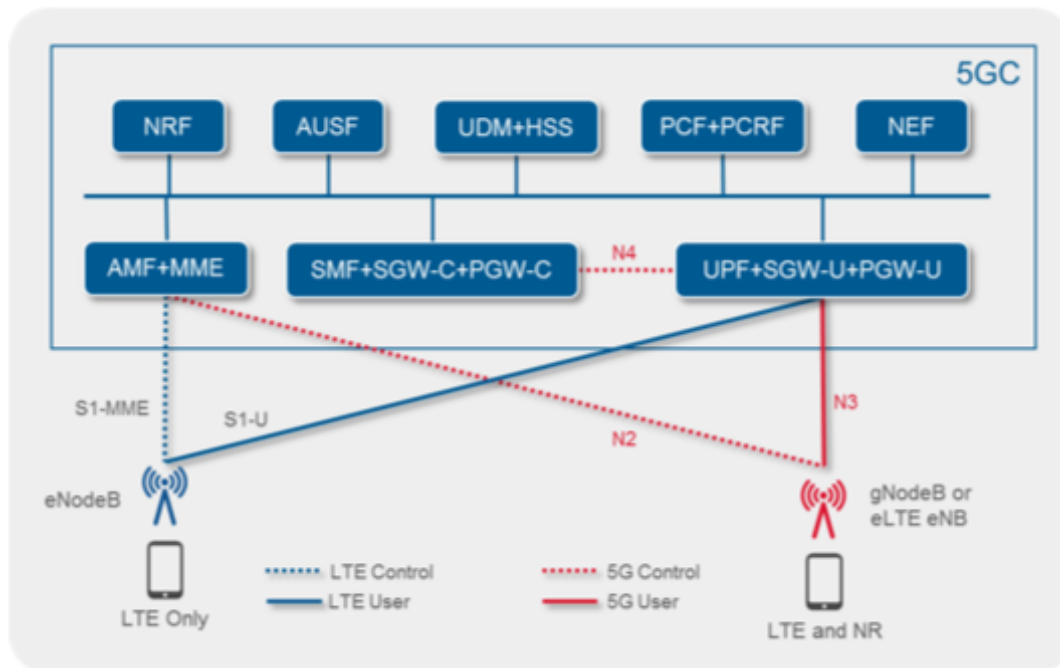 5GC
NRF
AUSF
UDM+HSS
PCF+PCRF
NEF
AMF+MME
SMF+SGW-C+PGW-C
N4
UPF+SGW-U+PGW-U
S1-MME
S1-U
N2
N3
eNodeB
gNodeB or
eLTE eNB
LTE Control
5G Control
LTE User
5G User
LTE Only
LTE and NR